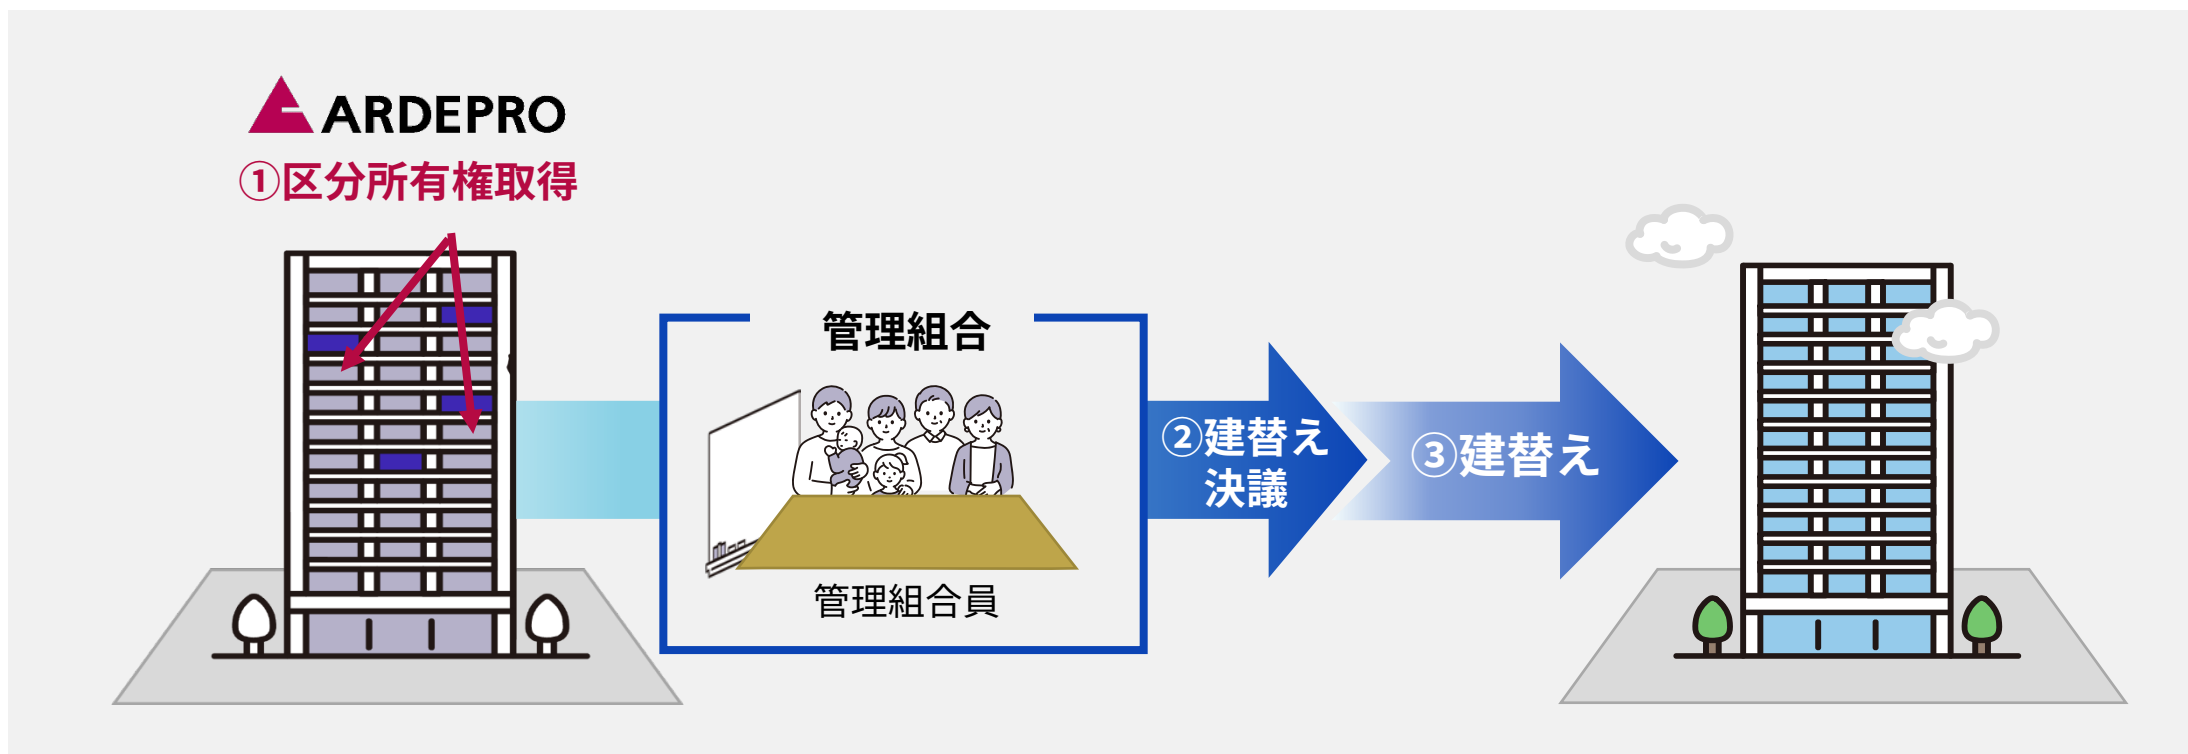 ARDEPRO
①区分所有権取得
管理組合
管理組合員
②建替え
決議
③建替え